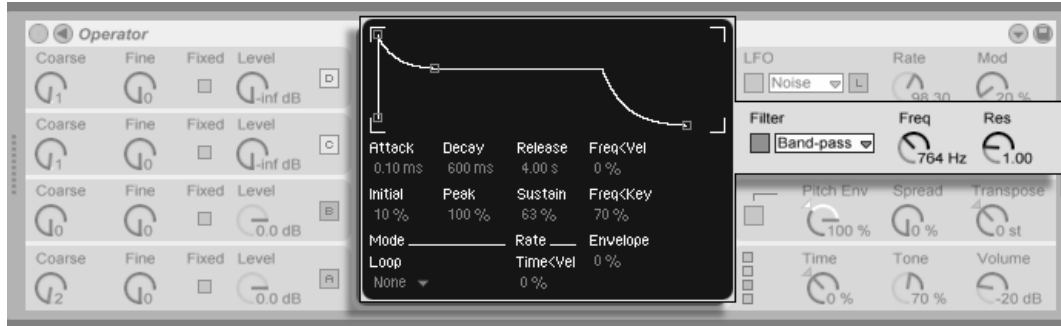 Operator
Coarse Fine Fixed Level
1 0 -inf dB D
Coarse Fine Fixed Level
1 0 -inf dB C
Coarse Fine Fixed Level
0 0 0.0 dB B
Coarse Fine Fixed Level
2 0 0.0 dB A
Attack Decay Release Freq<Vel
0.10 ms 600 ms 4.00 s 0 %
Initial Peak Sustain Freq<Key
10 % 100 % 63 % 70 %
Mode Rate Envelope
Loop Time<Vel 0 %
None 0 %
LFO Rate Mod
Noise L 98.30 20 %
Filter Freq Res
Band-pass 764 Hz 1.00
Pitch Env Spread Transpose
100 % 0 % 0 st
Time Tone Volume
0 % 70 % -20 dB